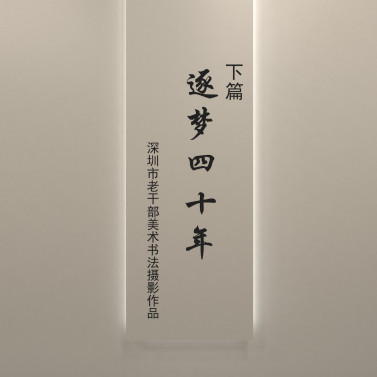 下篇
逐梦四十年
深圳市老干部美术书法摄影作品